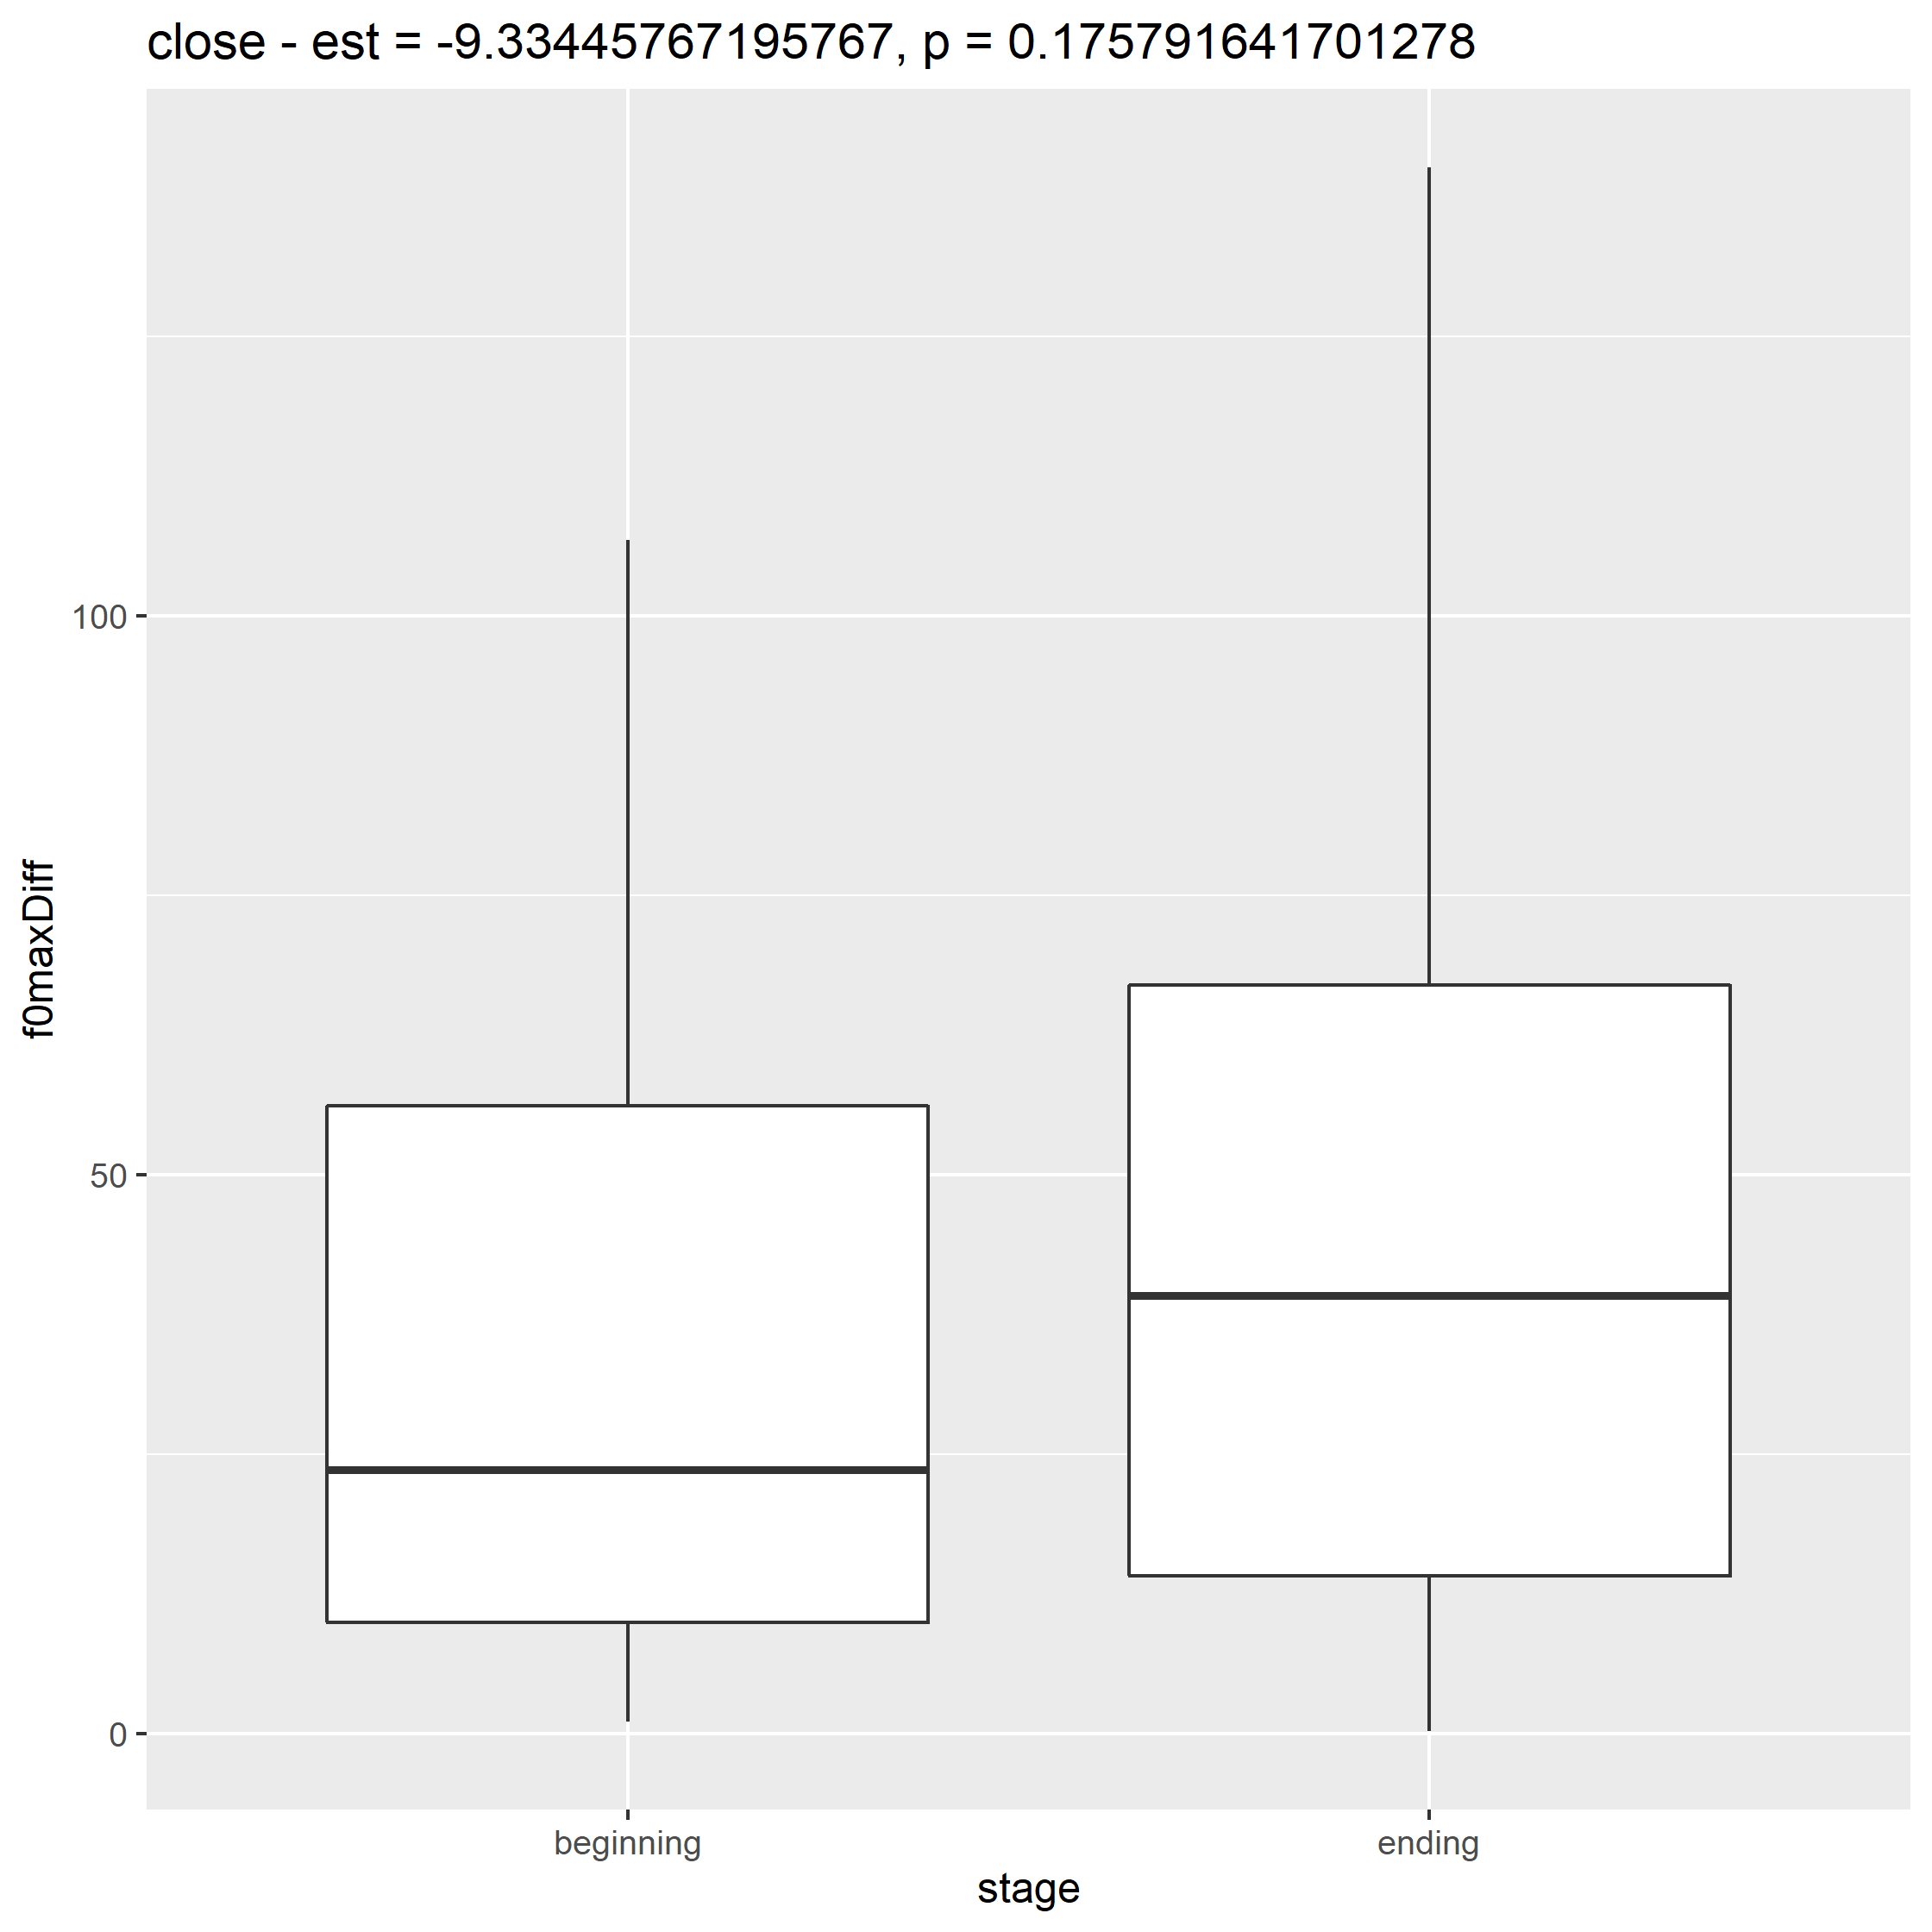 close - est = -9.33445767195767, p = 0.175791641701278
100
50
0
f0maxDiff
beginning
ending
stage